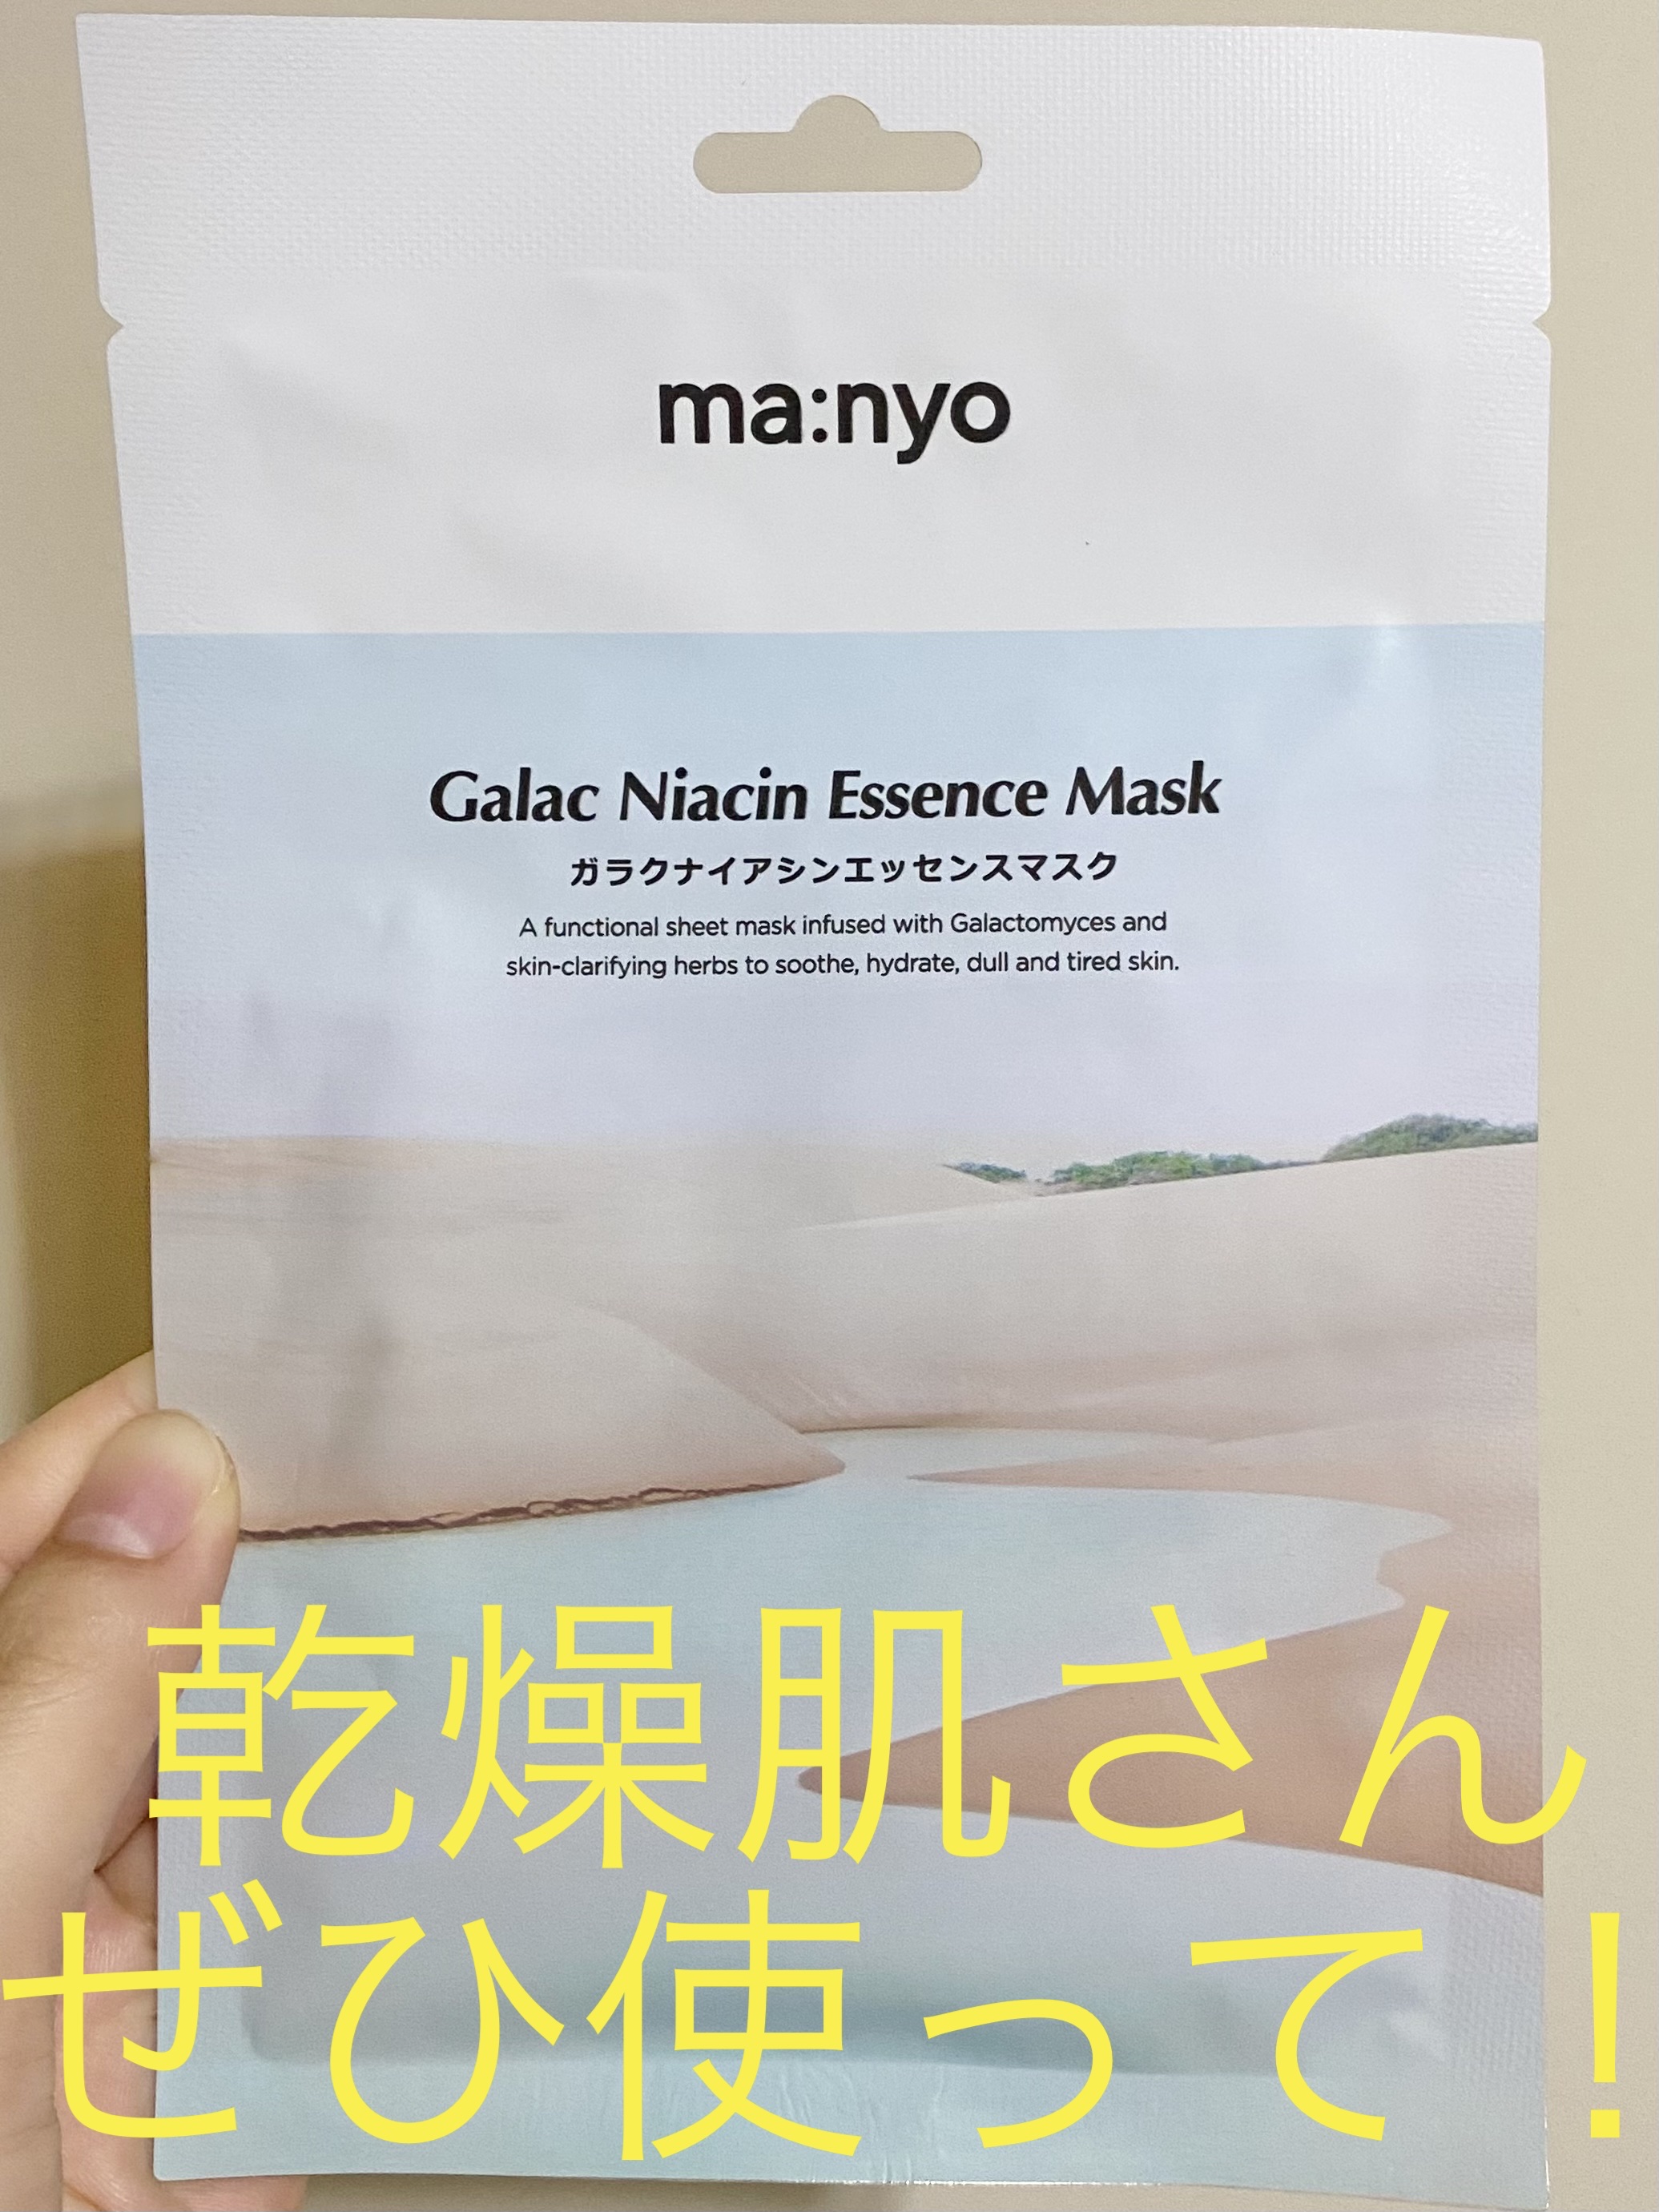 ma:nyo
Galac Niacin Essence Mask
ガラクナイアシンエッセンスマスク
A functional sheet mask infused with Galactomyces and
skin-clarifying herbs to soothe, hydrate, dull and tired skin.
乾燥肌さん
ぜひ使って！